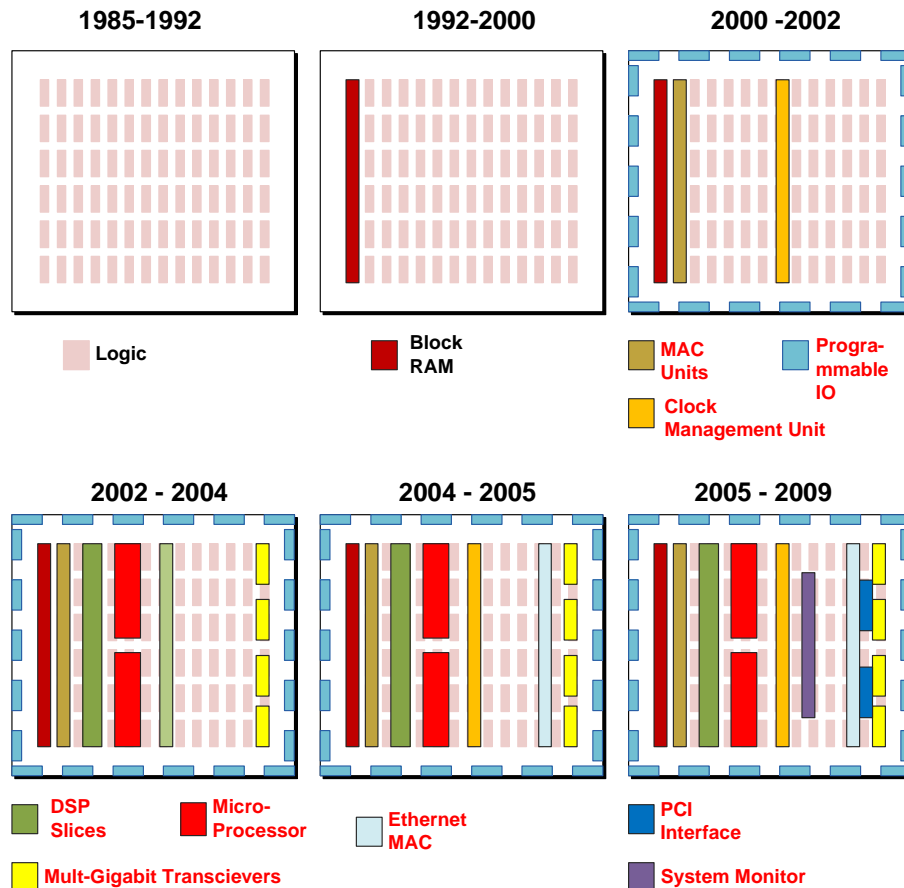 1985-1992
1992-2000
2000 -2002
Logic
Block
RAM
MAC
Units
Progra-
mmable
IO
Clock
Management Unit
2002 - 2004
2004 - 2005
2005 - 2009
DSP
Slices
Micro-
Processor
Ethernet
MAC
PCI
Interface
Mult-Gigabit Transcievers
System Monitor